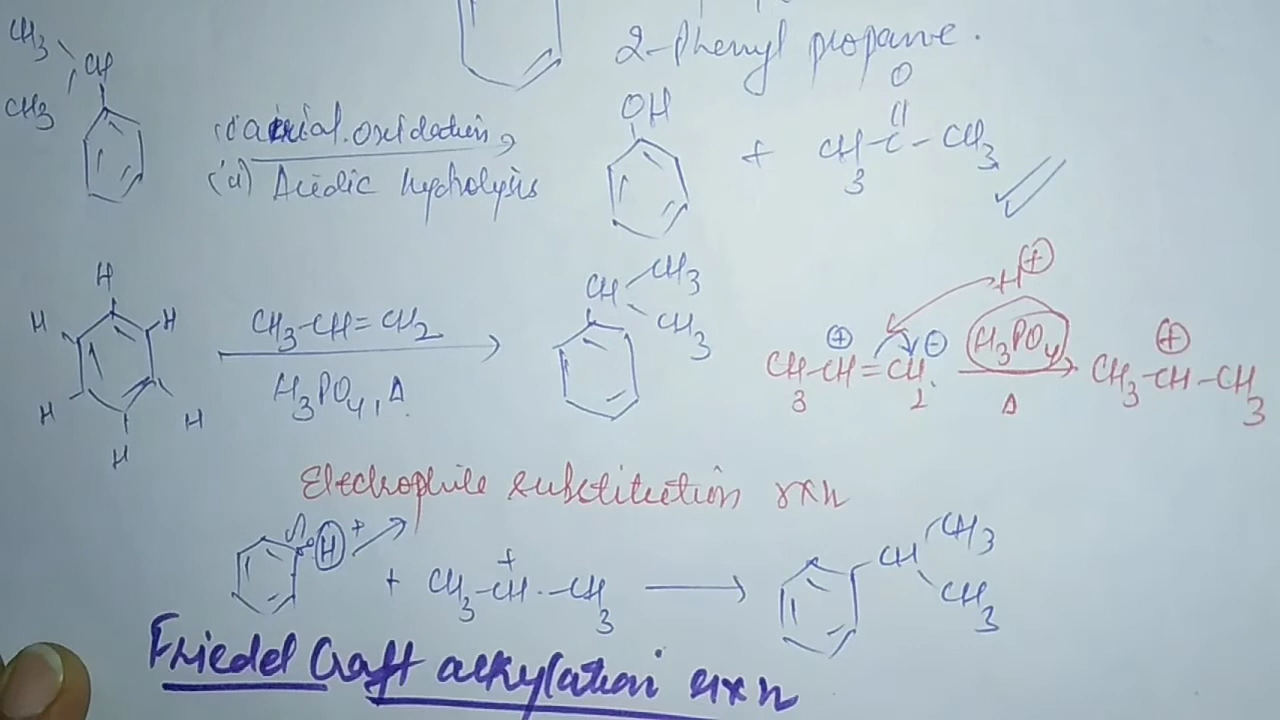 2-Phenyl propane.
CH3 CH CH3
(i) aerial oxidation
(ii) Acidic hydrolysis
OH
+
O
CH3-C-CH3
H H H H H H
CH3-CH=CH2
H3PO4, Δ
CH CH3 CH3
H⊕
CH3-CH=CH2 ⊕ ⊖
H3PO4
Δ
CH3-CH-CH3 ⊕
Electrophile substitution rxn
H + + CH3-CH-CH3 +
CH CH3 CH3
Friedel Craft alkylation rxn